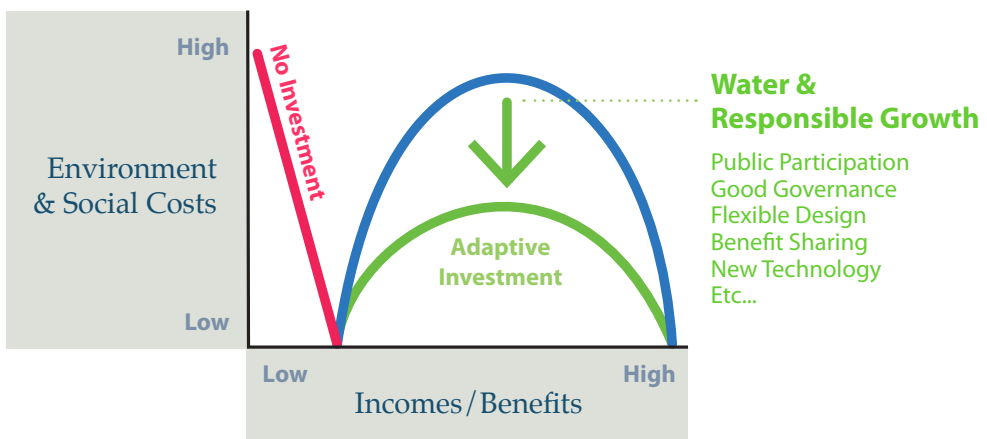 High
No Investment
Water &
Responsible Growth
Environment
& Social Costs
Public Participation
Good Governance
Flexible Design
Benefit Sharing
New Technology
Etc...
Adaptive
Investment
Low
Low
High
Incomes/Benefits